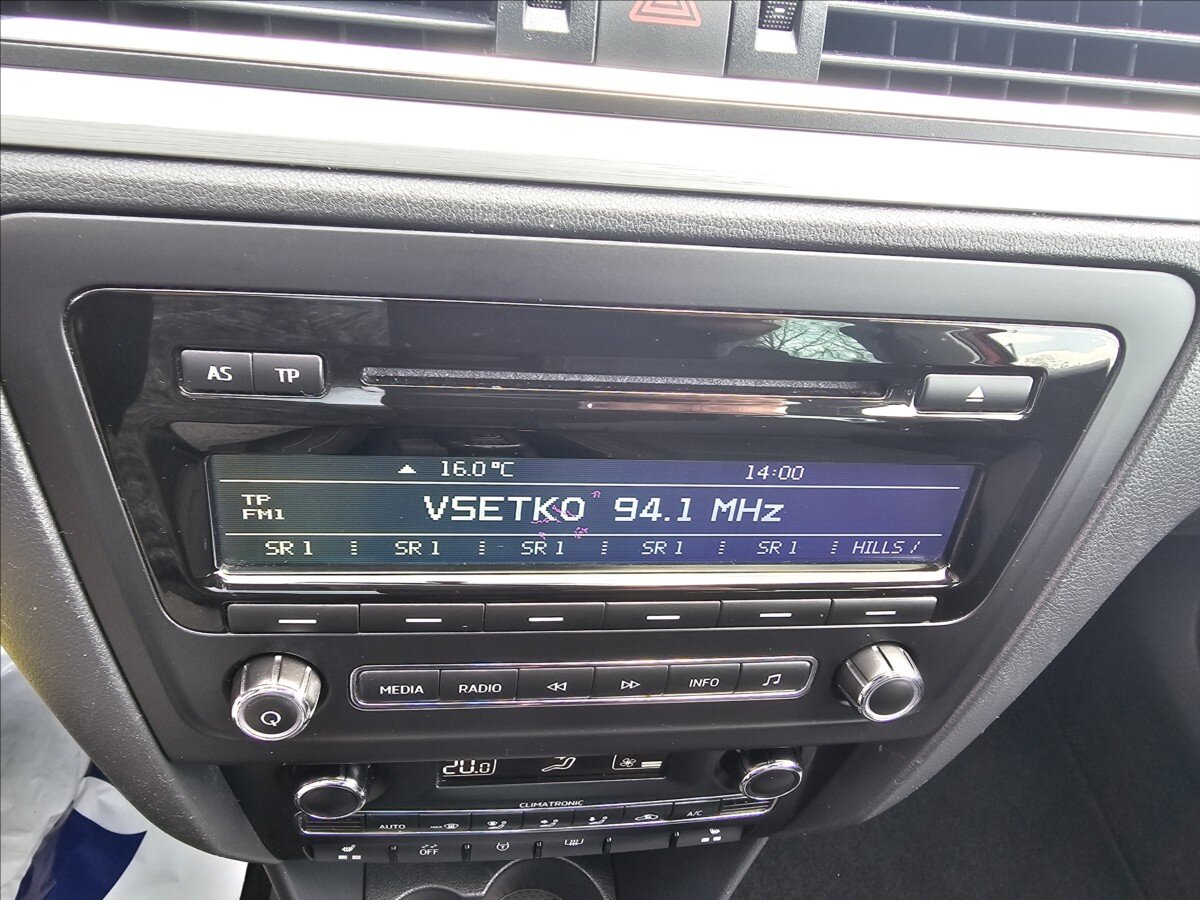 AS TP
16.0 °C 14:00
TP
FM1
VSETKO 94.1 MHz
SR 1 SR 1 SR 1 SR 1 SR 1 HILLS /
MEDIA RADIO INFO
20.0
CLIMATRONIC
AUTO MAX A/C
OFF